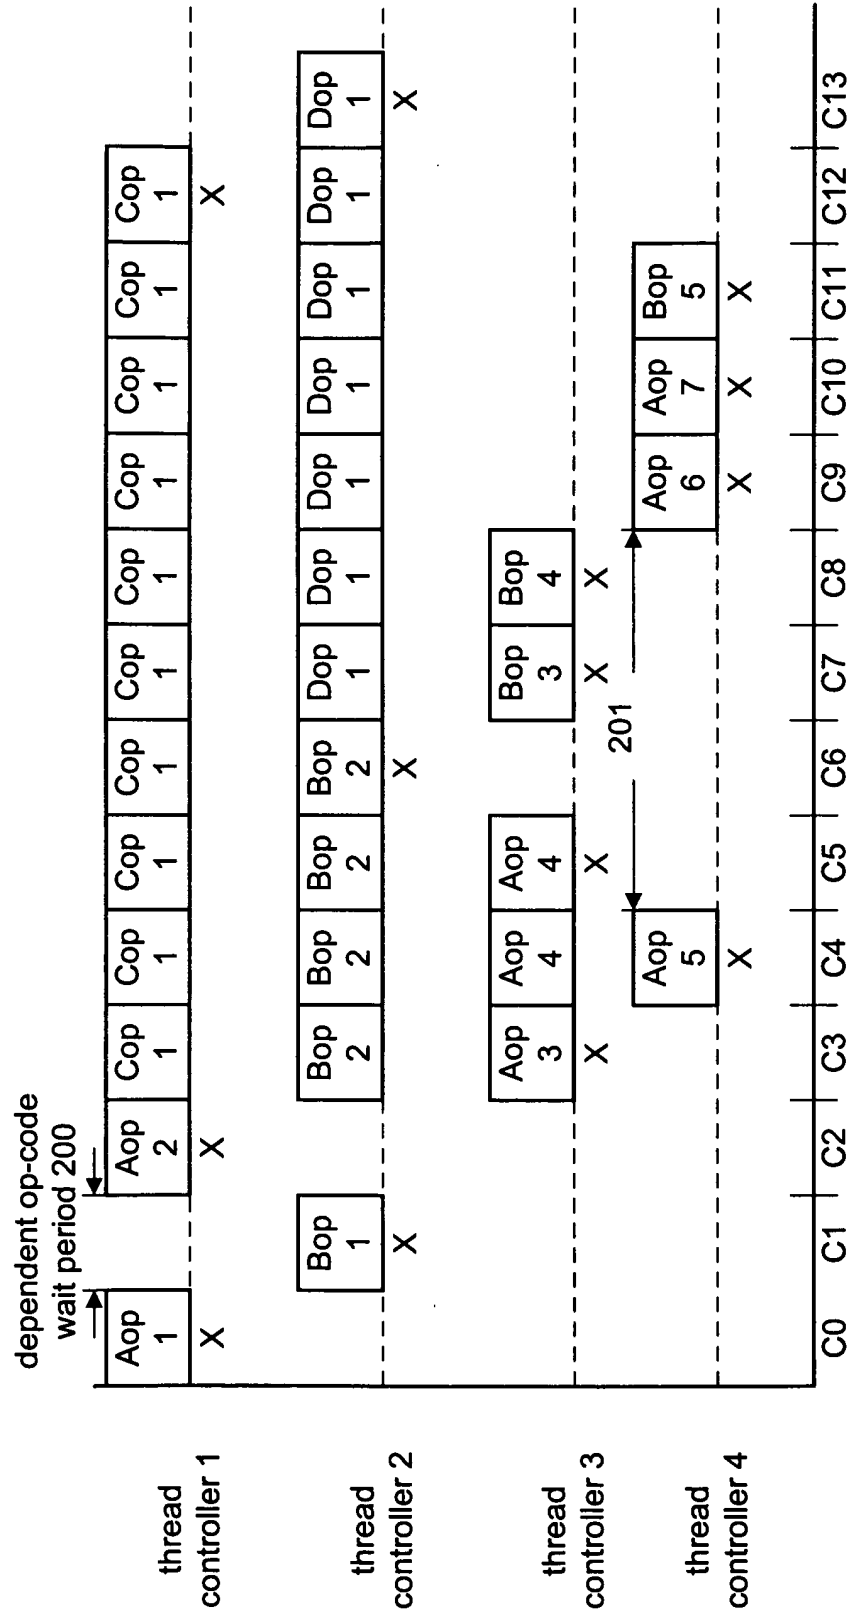 dependent op-code
wait period 200
thread
controller 1
Aop
1
X
Aop
2
X
Cop
1
Cop
1
Cop
1
Cop
1
Cop
1
Cop
1
Cop
1
Cop
1
Cop
1
Cop
1
X
thread
controller 2
Bop
1
X
Bop
2
Bop
2
Bop
2
Bop
2
X
Dop
1
Dop
1
Dop
1
Dop
1
Dop
1
Dop
1
Dop
1
X
thread
controller 3
Aop
3
X
Aop
4
Aop
4
X
Bop
3
X
Bop
4
X
201
thread
controller 4
Aop
5
X
Aop
6
X
Aop
7
X
Bop
5
X
C0 C1 C2 C3 C4 C5 C6 C7 C8 C9 C10 C11 C12 C13